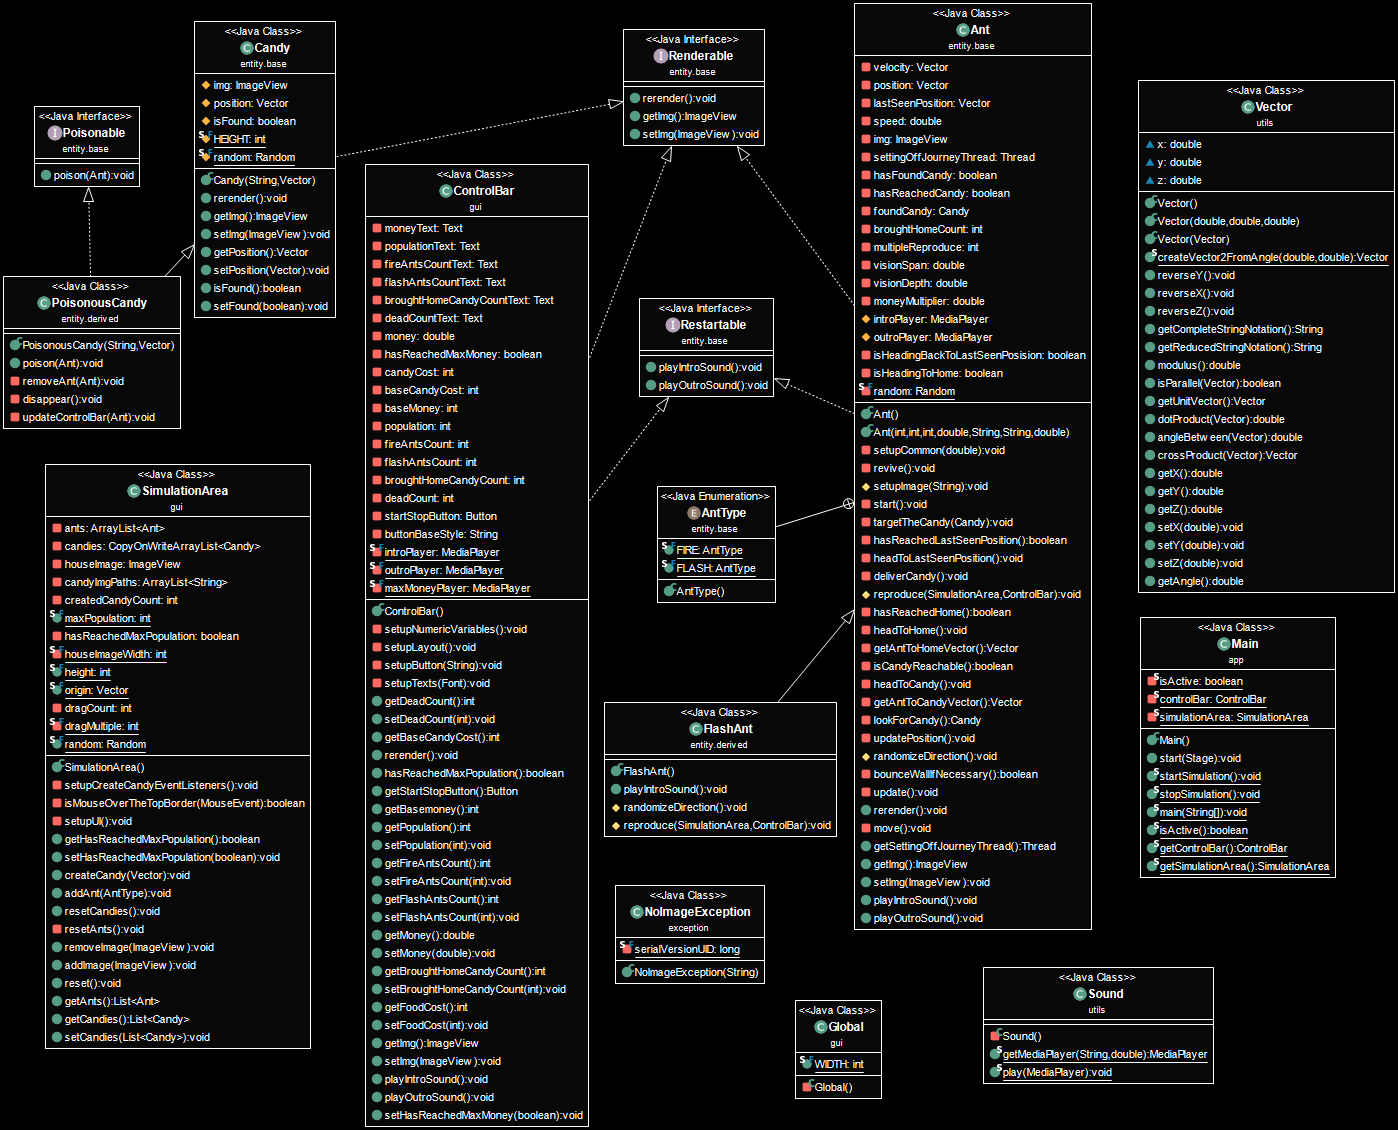 <<Java Class>>
Candy
entity.base
img: ImageView
position: Vector
isFound: boolean
HEIGHT: int
random: Random
Candy(String,Vector)
rerender():void
getImg():ImageView
setImg(ImageView):void
getPosition():Vector
setPosition(Vector):void
isFound():boolean
setFound(boolean):void
<<Java Interface>>
Poisonable
entity.base
poison(Ant):void
<<Java Class>>
PoisonousCandy
entity.derived
PoisonousCandy(String,Vector)
poison(Ant):void
removeAnt(Ant):void
disappear():void
updateControlBar(Ant):void
<<Java Class>>
SimulationArea
gui
ants: ArrayList<Ant>
candies: CopyOnWriteArrayList<Candy>
houseImage: ImageView
candyImgPaths: ArrayList<String>
createdCandyCount: int
maxPopulation: int
hasReachedMaxPopulation: boolean
houseImageWidth: int
height: int
origin: Vector
dragCount: int
dragMultiple: int
random: Random
SimulationArea()
setupCreateCandyEventListeners():void
isMouseOverTheTopBorder(MouseEvent):boolean
setupUI():void
getHasReachedMaxPopulation():boolean
setHasReachedMaxPopulation(boolean):void
createCandy(Vector):void
addAnt(AntType):void
resetCandies():void
resetAnts():void
removeImage(ImageView):void
addImage(ImageView):void
reset():void
getAnts():List<Ant>
getCandies():List<Candy>
setCandies(List<Candy>):void
<<Java Class>>
ControlBar
gui
moneyText: Text
populationText: Text
fireAntsCountText: Text
flashAntsCountText: Text
broughtHomeCandyCountText: Text
deadCountText: Text
money: double
hasReachedMaxMoney: boolean
candyCost: int
baseCandyCost: int
baseMoney: int
population: int
fireAntsCount: int
flashAntsCount: int
broughtHomeCandyCount: int
deadCount: int
startStopButton: Button
buttonBaseStyle: String
introPlayer: MediaPlayer
outroPlayer: MediaPlayer
maxMoneyPlayer: MediaPlayer
ControlBar()
setupNumericVariables():void
setupLayout():void
setupButton(String):void
setupTexts(Font):void
getDeadCount():int
setDeadCount(int):void
getBaseCandyCost():int
rerender():void
hasReachedMaxPopulation():boolean
getStartStopButton():Button
getBasemoney():int
getPopulation():int
setPopulation(int):void
getFireAntsCount():int
setFireAntsCount(int):void
getFlashAntsCount():int
setFlashAntsCount(int):void
getMoney():double
setMoney(double):void
getBroughtHomeCandyCount():int
setBroughtHomeCandyCount(int):void
getFoodCost():int
setFoodCost(int):void
getImg():ImageView
setImg(ImageView):void
playIntroSound():void
playOutroSound():void
setHasReachedMaxMoney(boolean):void
<<Java Interface>>
Renderable
entity.base
rerender():void
getImg():ImageView
setImg(ImageView):void
<<Java Interface>>
Restartable
entity.base
playIntroSound():void
playOutroSound():void
<<Java Enumeration>>
AntType
entity.base
FIRE: AntType
FLASH: AntType
AntType()
<<Java Class>>
FlashAnt
entity.derived
FlashAnt()
playIntroSound():void
randomizeDirection():void
reproduce(SimulationArea,ControlBar):void
<<Java Class>>
NoImageException
exception
serialVersionUID: long
NoImageException(String)
<<Java Class>>
Global
gui
WIDTH: int
Global()
<<Java Class>>
Ant
entity.base
velocity: Vector
position: Vector
lastSeenPosition: Vector
speed: double
img: ImageView
settingOffJourneyThread: Thread
hasFoundCandy: boolean
hasReachedCandy: boolean
foundCandy: Candy
broughtHomeCount: int
multipleReproduce: int
visionSpan: double
visionDepth: double
moneyMultiplier: double
introPlayer: MediaPlayer
outroPlayer: MediaPlayer
isHeadingBackToLastSeenPosision: boolean
isHeadingToHome: boolean
random: Random
Ant()
Ant(int,int,int,double,String,String,double)
setupCommon(double):void
revive():void
setupImage(String):void
start():void
targetTheCandy(Candy):void
hasReachedLastSeenPosition():boolean
headToLastSeenPosition():void
deliverCandy():void
reproduce(SimulationArea,ControlBar):void
hasReachedHome():boolean
headToHome():void
getAntToHomeVector():Vector
isCandyReachable():boolean
headToCandy():void
getAntToCandyVector():Vector
lookForCandy():Candy
updatePosition():void
randomizeDirection():void
bounceWallIfNecessary():boolean
update():void
rerender():void
move():void
getSettingOffJourneyThread():Thread
getImg():ImageView
setImg(ImageView):void
playIntroSound():void
playOutroSound():void
<<Java Class>>
Vector
utils
x: double
y: double
z: double
Vector()
Vector(double,double,double)
Vector(Vector)
createVector2FromAngle(double,double):Vector
reverseY():void
reverseX():void
reverseZ():void
getCompleteStringNotation():String
getReducedStringNotation():String
modulus():double
isParallel(Vector):boolean
getUnitVector():Vector
dotProduct(Vector):double
angleBetween(Vector):double
crossProduct(Vector):Vector
getX():double
getY():double
getZ():double
setX(double):void
setY(double):void
setZ(double):void
getAngle():double
<<Java Class>>
Main
app
isActive: boolean
controlBar: ControlBar
simulationArea: SimulationArea
Main()
start(Stage):void
startSimulation():void
stopSimulation():void
main(String[]):void
isActive():boolean
getControlBar():ControlBar
getSimulationArea():SimulationArea
<<Java Class>>
Sound
utils
Sound()
getMediaPlayer(String,double):MediaPlayer
play(MediaPlayer):void